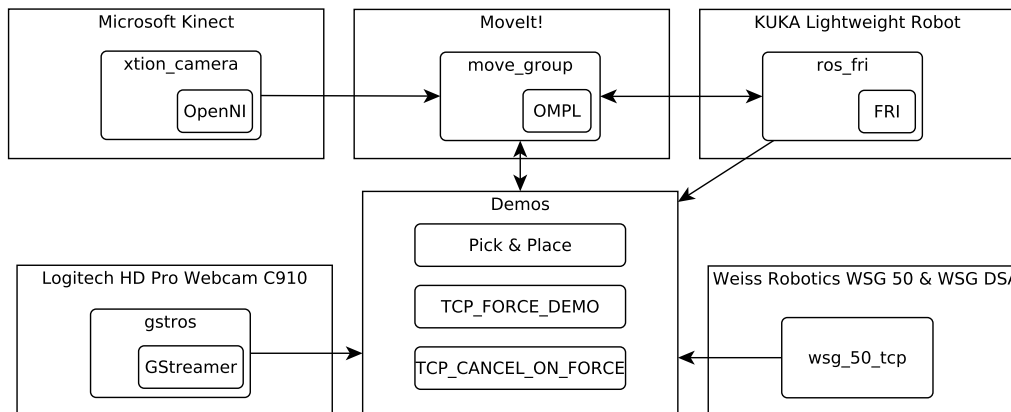 Microsoft Kinect
xtion_camera
OpenNI
MoveIt!
move_group
OMPL
KUKA Lightweight Robot
ros_fri
FRI
Demos
Pick & Place
TCP_FORCE_DEMO
TCP_CANCEL_ON_FORCE
Logitech HD Pro Webcam C910
gstros
GStreamer
Weiss Robotics WSG 50 & WSG DSA
wsg_50_tcp